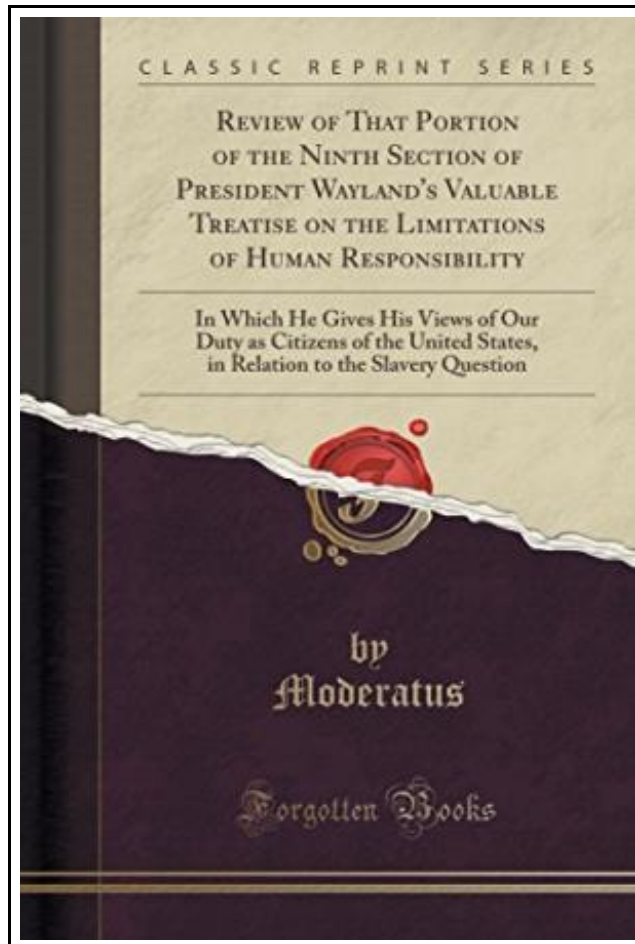 CLASSIC REPRINT SERIES
REVIEW OF THAT PORTION
OF THE NINTH SECTION OF
PRESIDENT WAYLAND'S VALUABLE
TREATISE ON THE LIMITATIONS
OF HUMAN RESPONSIBILITY
In Which He Gives His Views of Our
Duty as Citizens of the United States,
in Relation to the Slavery Question
by
Moderatus
Forgotten Books